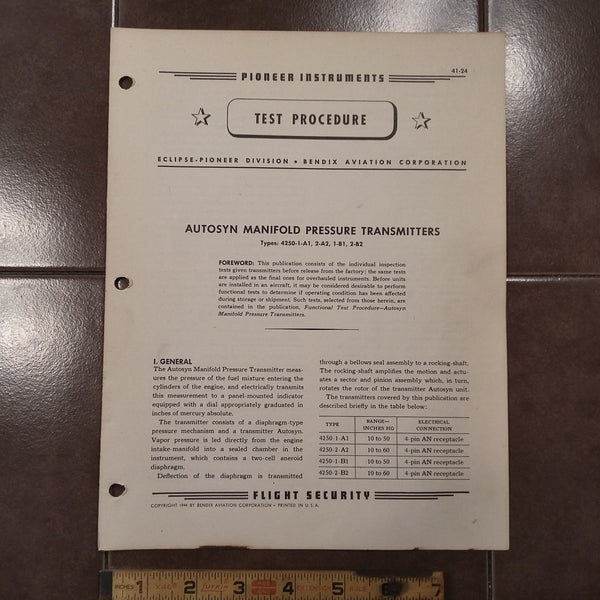 41-24
PIONEER INSTRUMENTS
TEST PROCEDURE
ECLIPSE-PIONEER DIVISION • BENDIX AVIATION CORPORATION
AUTOSYN MANIFOLD PRESSURE TRANSMITTERS
Types: 4250-1-A1, 2-A2, 1-B1, 2-B2
FOREWORD: This publication consists of the individual inspection
tests given transmitters before release from the factory; the same tests
are applied as the final ones for overhauled instruments. Before units
are installed in an aircraft, it may be considered desirable to perform
functional tests to determine if operating condition has been affected
during storage or shipment. Such tests, selected from those herein, are
contained in the publication, Functional Test Procedure—Autosyn
Manifold Pressure Transmitters.
I. GENERAL
The Autosyn Manifold Pressure Transmitter meas-
ures the pressure of the fuel mixture entering the
cylinders of the engine, and electrically transmits
this measurement to a panel-mounted indicator
equipped with a dial appropriately graduated in
inches of mercury absolute.
The transmitter consists of a diaphragm-type
pressure mechanism and a transmitter Autosyn.
Vapor pressure is led directly from the engine
intake-manifold into a sealed chamber in the
instrument, which contains a two-cell aneroid
diaphragm.
Deflection of the diaphragm is transmitted
through a bellows seal assembly to a rocking-shaft.
The rocking-shaft amplifies the motion and actu-
ates a sector and pinion assembly which, in turn,
rotates the rotor of the transmitter Autosyn unit.
The transmitters covered by this publication are
described briefly in the table below:
TYPE RANGE— INCHES HG ELECTRICAL CONNECTION
4250-1-A1 10 to 50 4-pin AN receptacle
4250-2-A2 10 to 60 4-pin AN receptacle
4250-1-B1 10 to 50 4-pin AN receptacle
4250-2-B2 10 to 60 4-pin AN receptacle
FLIGHT SECURITY
COPYRIGHT 1944 BY BENDIX AVIATION CORPORATION • PRINTED IN U.S.A.
INCHES 1 2 3 4 5 6 7